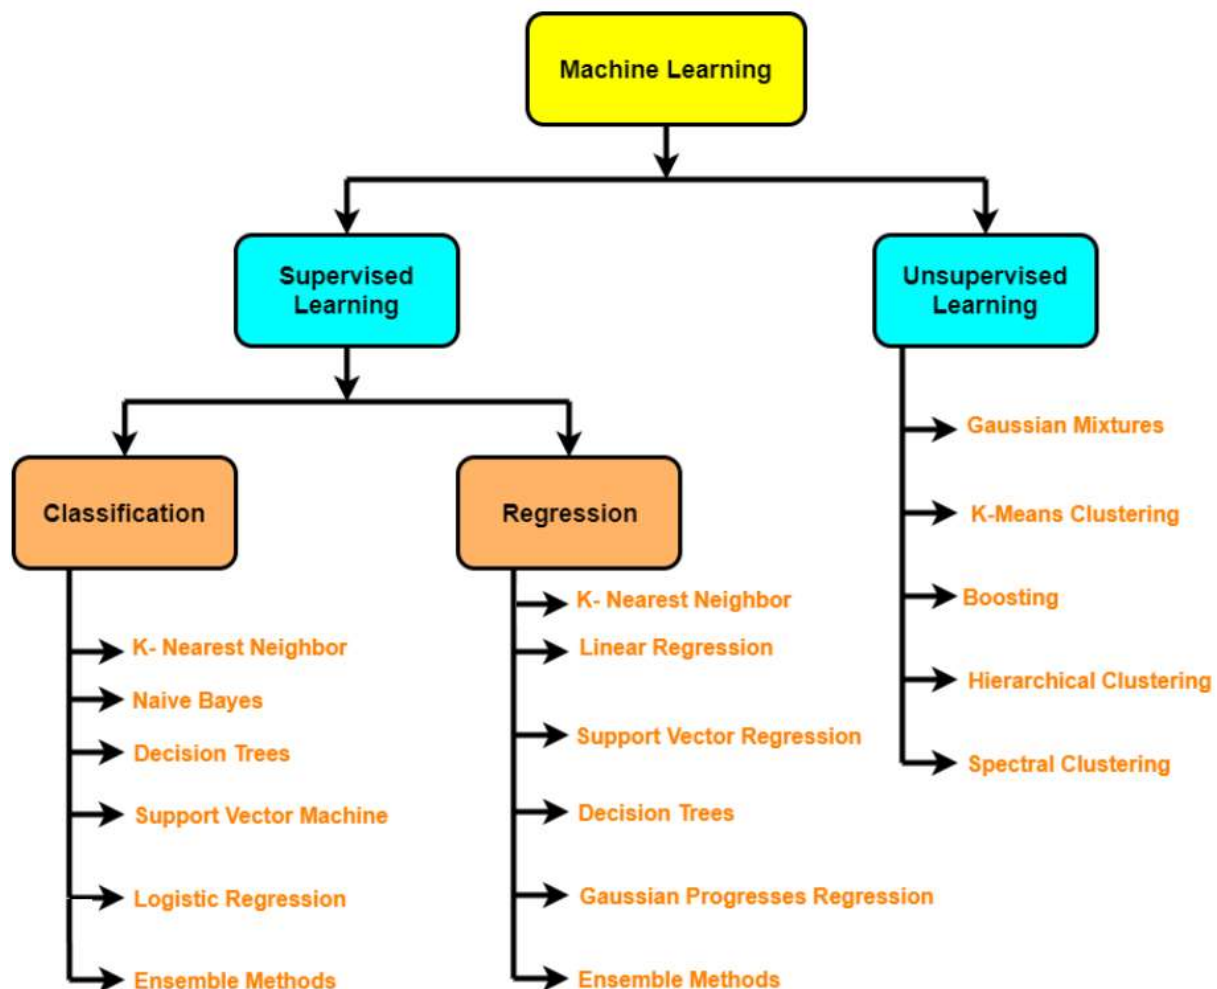 Machine Learning
Supervised
Learning
Unsupervised
Learning
Classification
Regression
K- Nearest Neighbor
Naive Bayes
Decision Trees
Support Vector Machine
Logistic Regression
Ensemble Methods
K- Nearest Neighbor
Linear Regression
Support Vector Regression
Decision Trees
Gaussian Progresses Regression
Ensemble Methods
Gaussian Mixtures
K-Means Clustering
Boosting
Hierarchical Clustering
Spectral Clustering